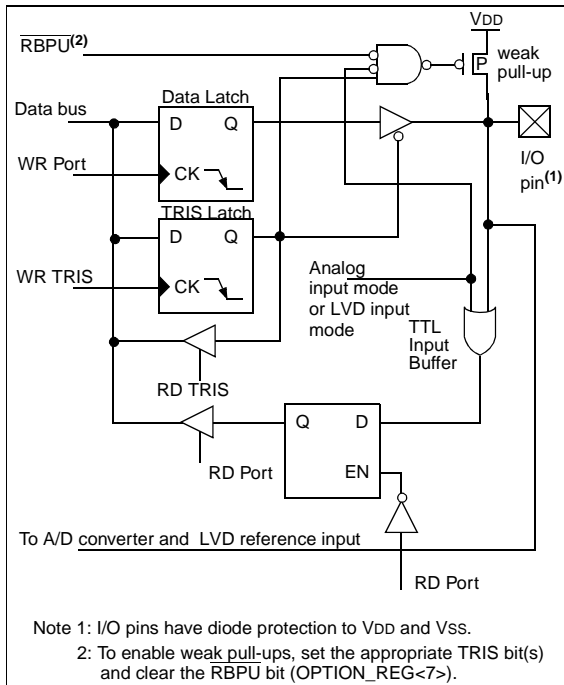 VDD
RBPU(2)
P
weak
pull-up
Data Latch
Data bus
D Q
I/O
pin(1)
WR Port
CK
TRIS Latch
D Q
WR TRIS
CK
Analog
input mode
or LVD input
mode
TTL
Input
Buffer
RD TRIS
Q D
RD Port
EN
To A/D converter and LVD reference input
RD Port
Note 1: I/O pins have diode protection to VDD and VSS.
2: To enable weak pull-ups, set the appropriate TRIS bit(s)
and clear the RBPU bit (OPTION_REG<7>).